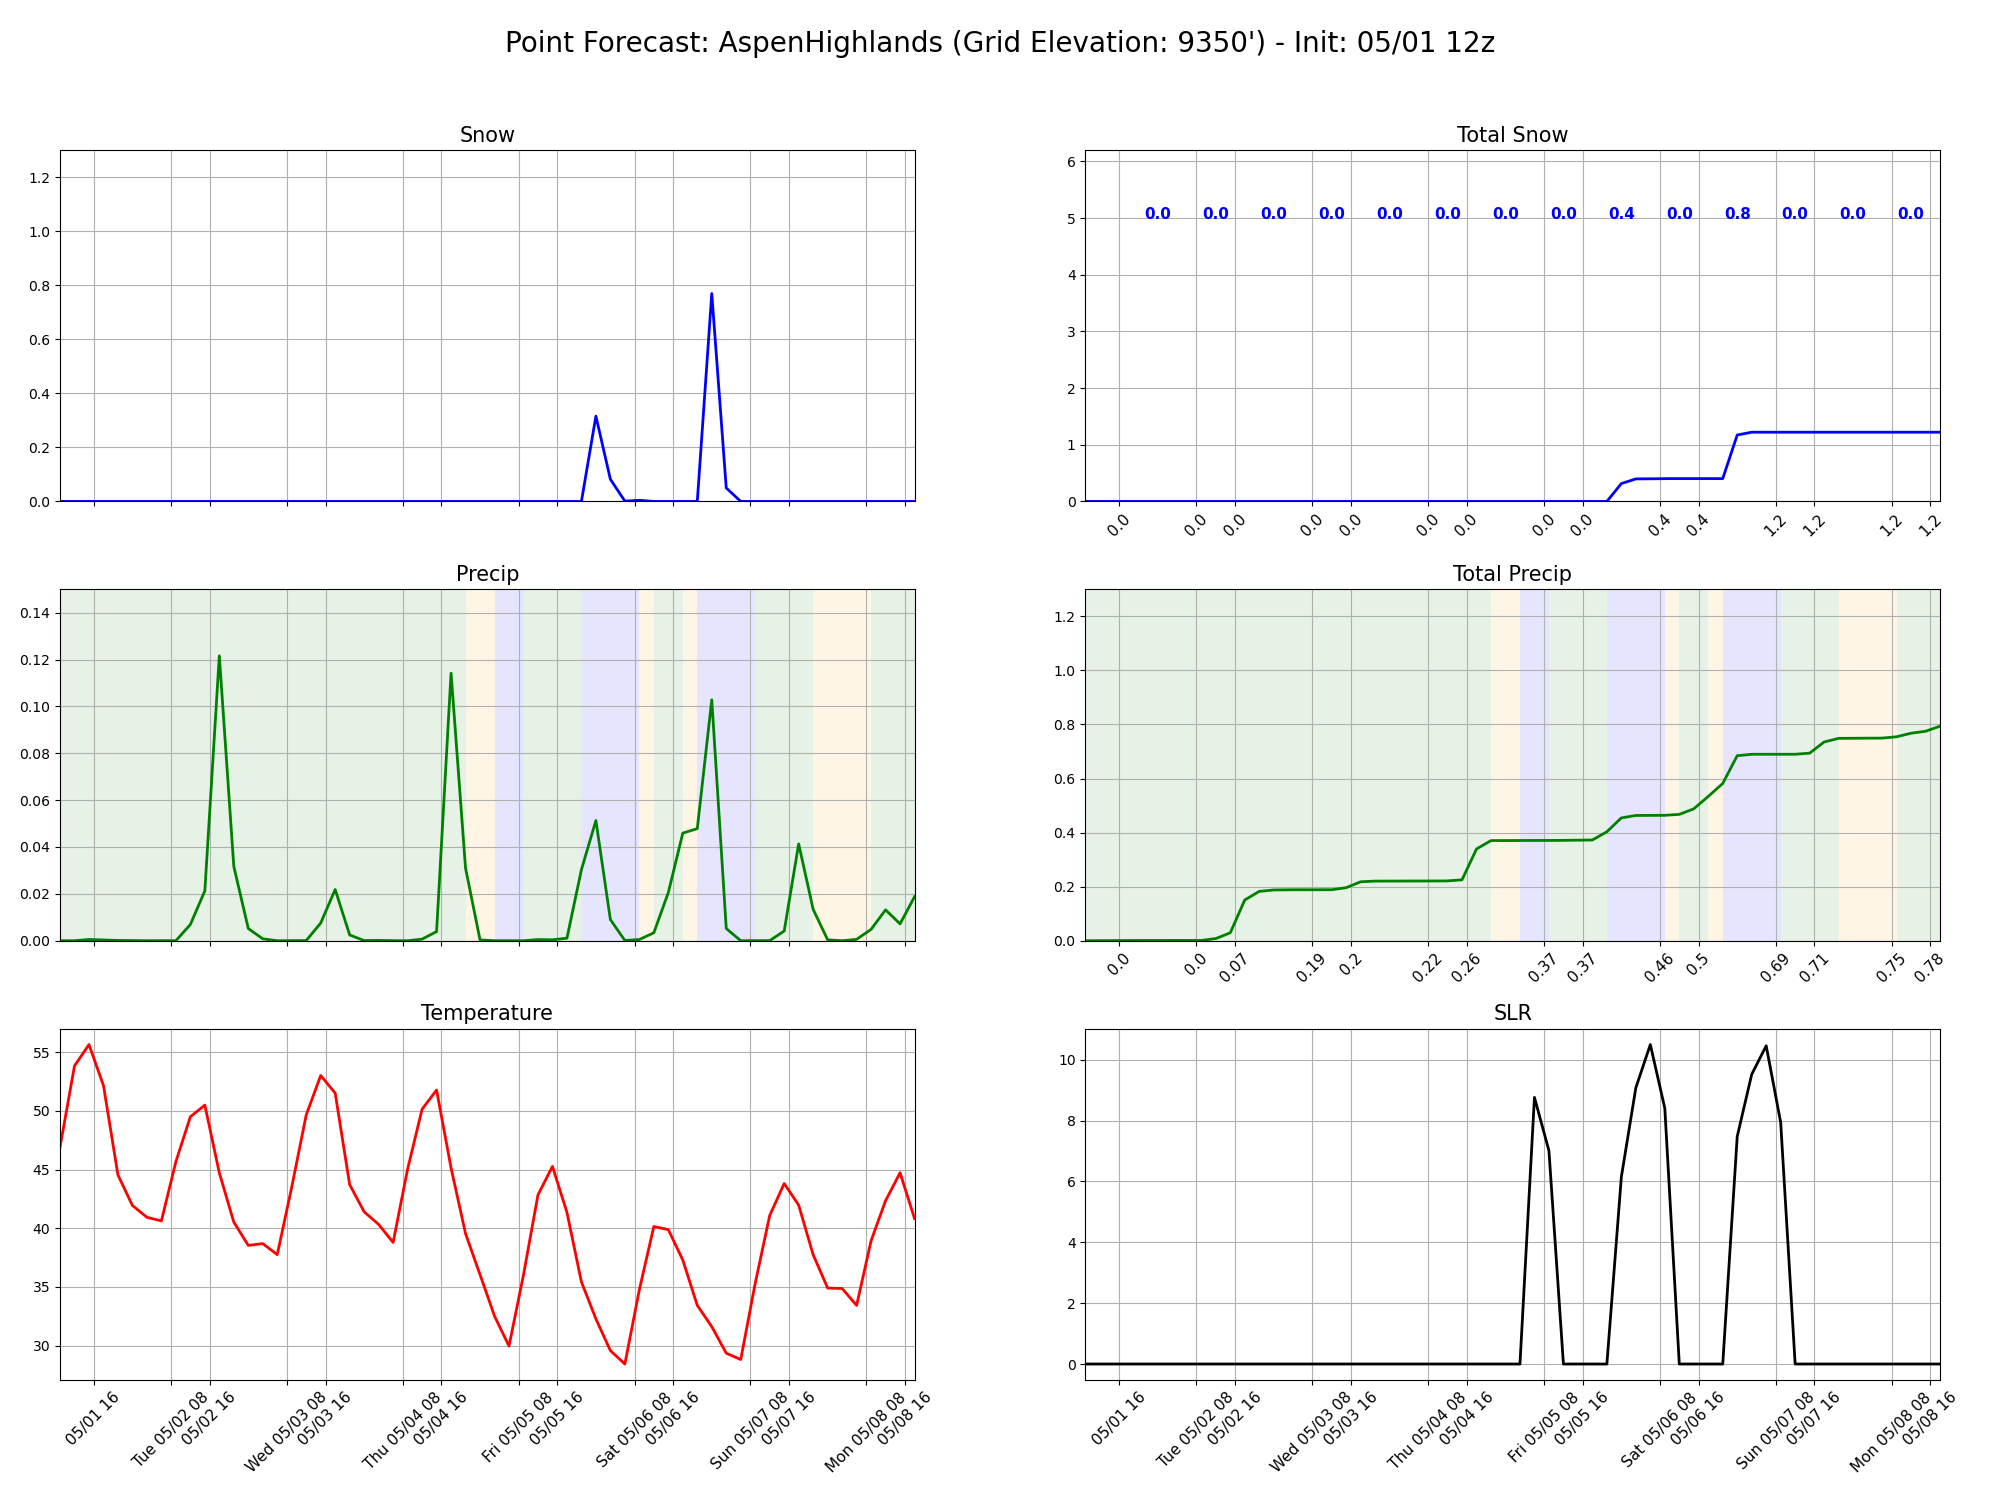 Point Forecast: AspenHighlands (Grid Elevation: 9350') - Init: 05/01 12z
Snow
1.2
1.0
0.8
0.6
0.4
0.2
0.0
Total Snow
6
5
4
3
2
1
0
0.0 0.0 0.0 0.0 0.0 0.0 0.0 0.0 0.4 0.0 0.8 0.0 0.0 0.0
0.0 0.0 0.0 0.0 0.0 0.0 0.0 0.0 0.0 0.4 0.4 1.2 1.2 1.2 1.2
Precip
0.14
0.12
0.10
0.08
0.06
0.04
0.02
0.00
Total Precip
1.2
1.0
0.8
0.6
0.4
0.2
0.0
0.0 0.0 0.07 0.19 0.2 0.22 0.26 0.37 0.37 0.46 0.5 0.69 0.71 0.75 0.78
Temperature
55
50
45
40
35
30
05/01 16
Tue 05/02 08
05/02 16
Wed 05/03 08
05/03 16
Thu 05/04 08
05/04 16
Fri 05/05 08
05/05 16
Sat 05/06 08
05/06 16
Sun 05/07 08
05/07 16
Mon 05/08 08
05/08 16
SLR
10
8
6
4
2
0
05/01 16
Tue 05/02 08
05/02 16
Wed 05/03 08
05/03 16
Thu 05/04 08
05/04 16
Fri 05/05 08
05/05 16
Sat 05/06 08
05/06 16
Sun 05/07 08
05/07 16
Mon 05/08 08
05/08 16